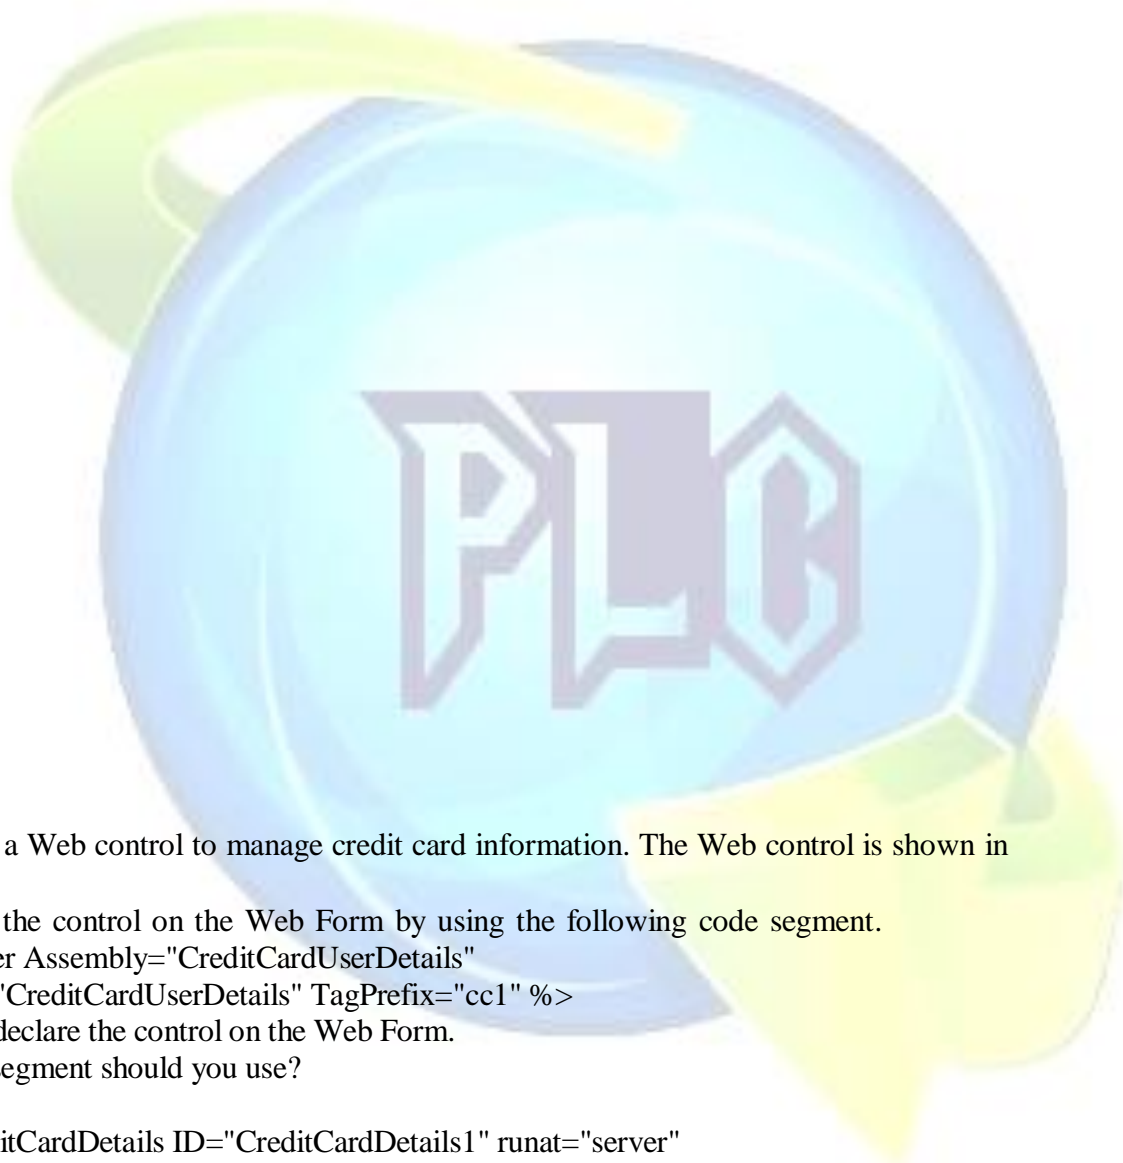 PLC
a Web control to manage credit card information. The Web control is shown in
the control on the Web Form by using the following code segment.
er Assembly="CreditCardUserDetails"
"CreditCardUserDetails" TagPrefix="cc1" %>
declare the control on the Web Form.
segment should you use?
itCardDetails ID="CreditCardDetails1" runat="server"